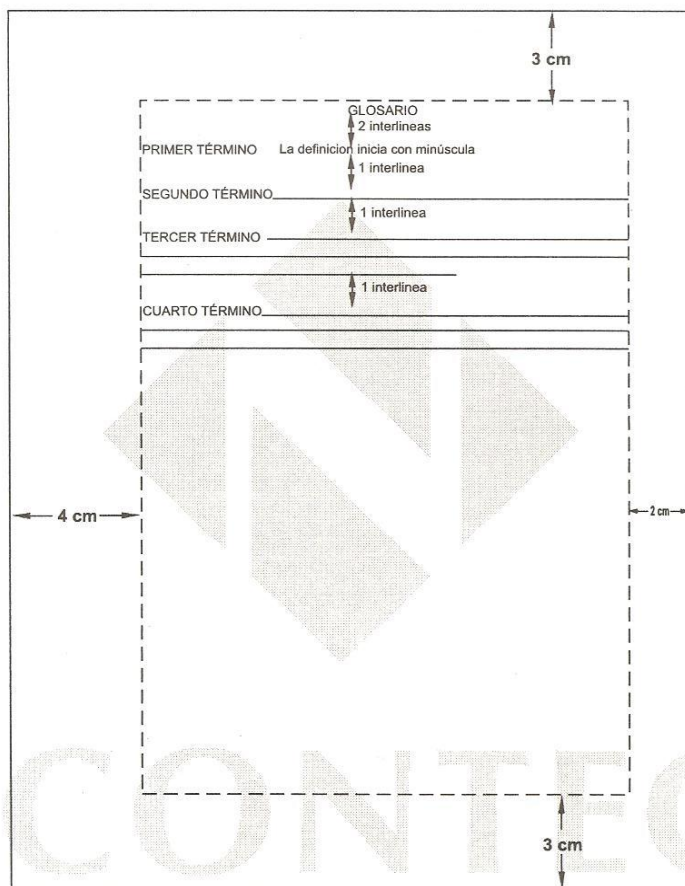 3 cm
GLOSARIO
2 interlineas
PRIMER TÉRMINO La definicion inicia con minúscula
1 interlinea
SEGUNDO TÉRMINO
1 interlinea
TERCER TÉRMINO
1 interlinea
CUARTO TÉRMINO
4 cm
2 cm
3 cm
CONTEC